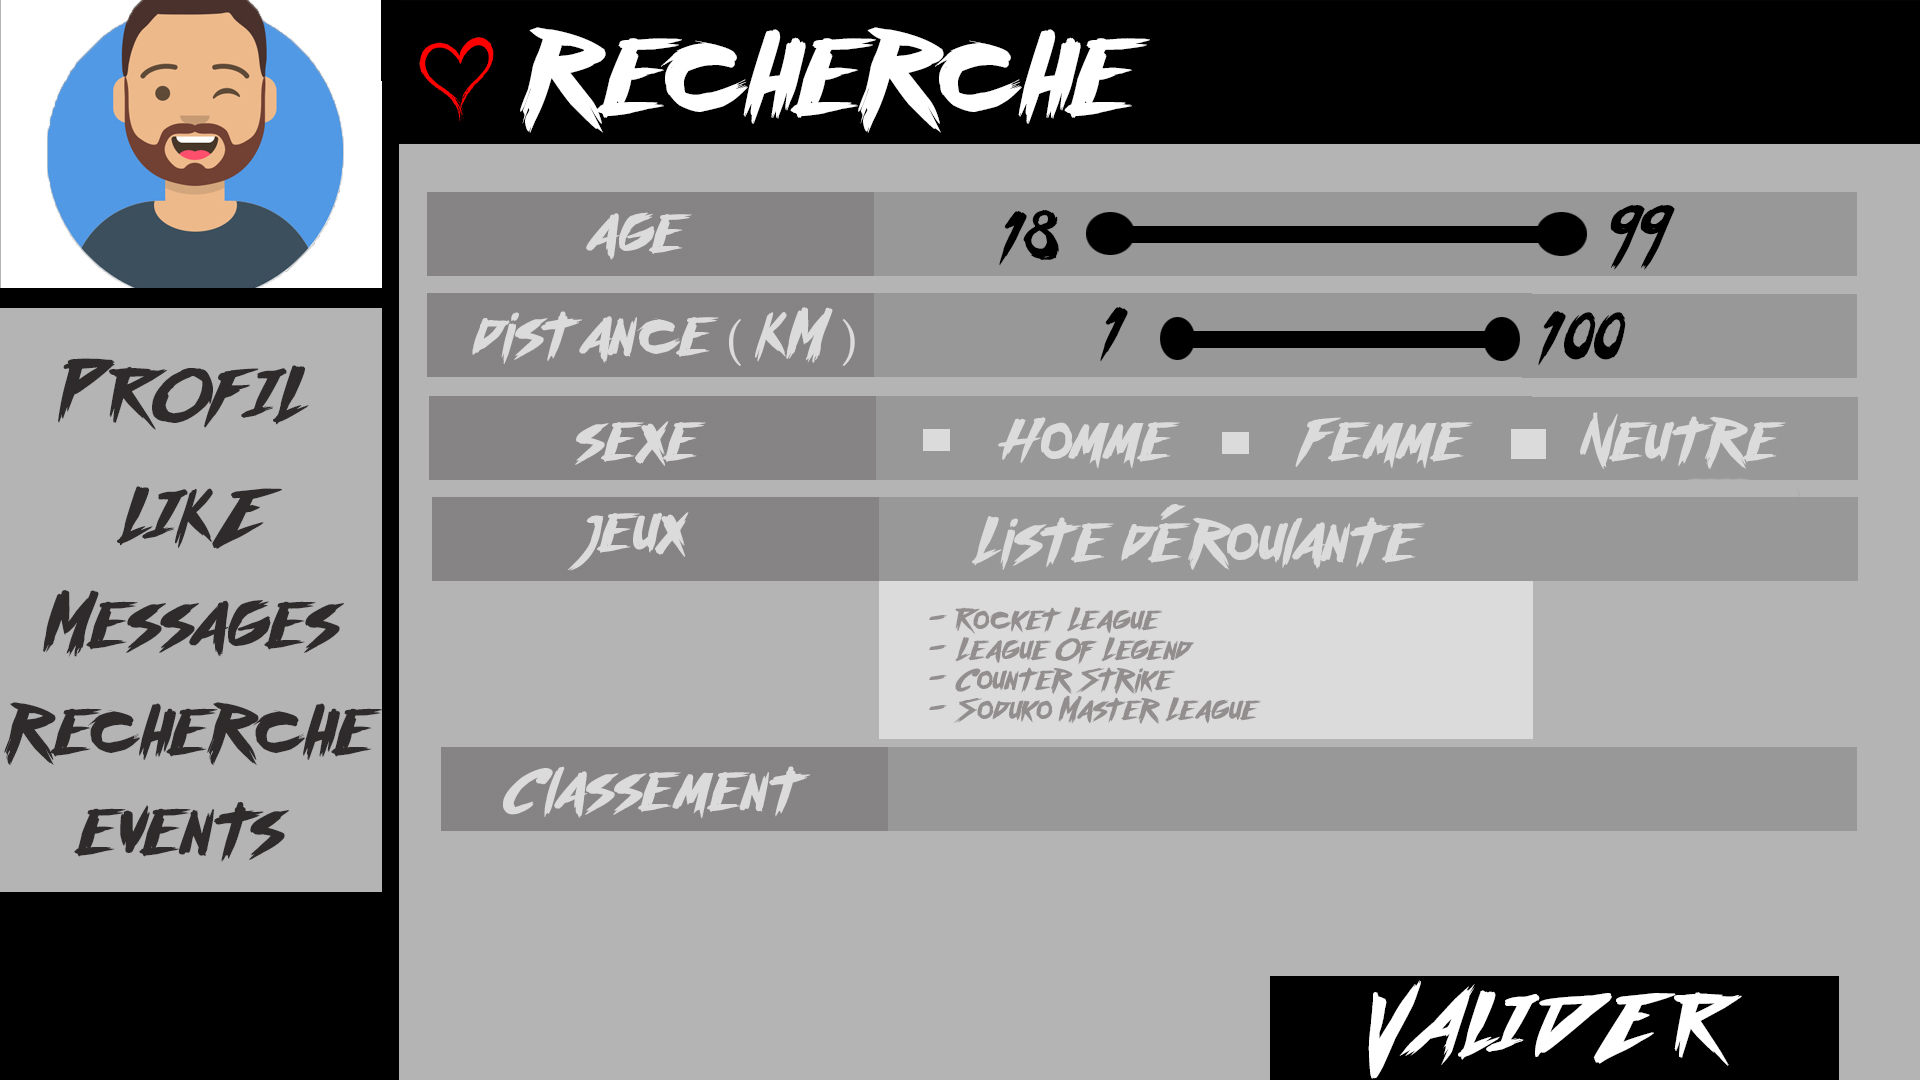 Recherche
Profil
Like
Messages
Recherche
Events
Age
18
99
Distance ( KM )
1
100
Sexe
Homme
Femme
Neutre
Jeux
Liste déroulante
- Rocket League
- League Of Legend
- Counter Strike
- Soduko Master League
Classement
Valider